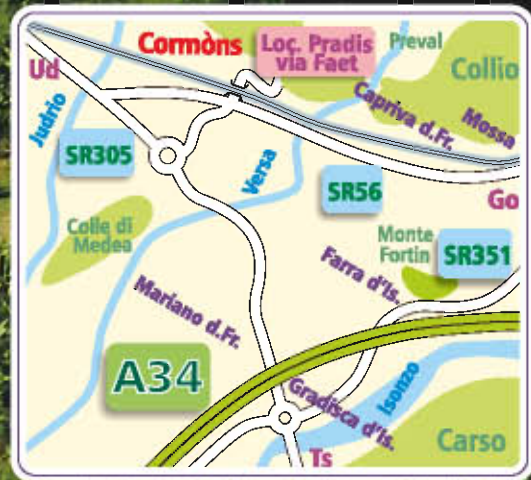 Cormòns
Loc. Pradis
via Faet
Preval
Collio
Ud
Judrio
Capriva d.Fr.
Mossa
SR305
Versa
SR56
Go
Colle di
Medea
Monte
Fortin
SR351
Farra d'Is.
Mariano d.Fr.
A34
Gradisca d'Is.
Isonzo
Carso
Ts